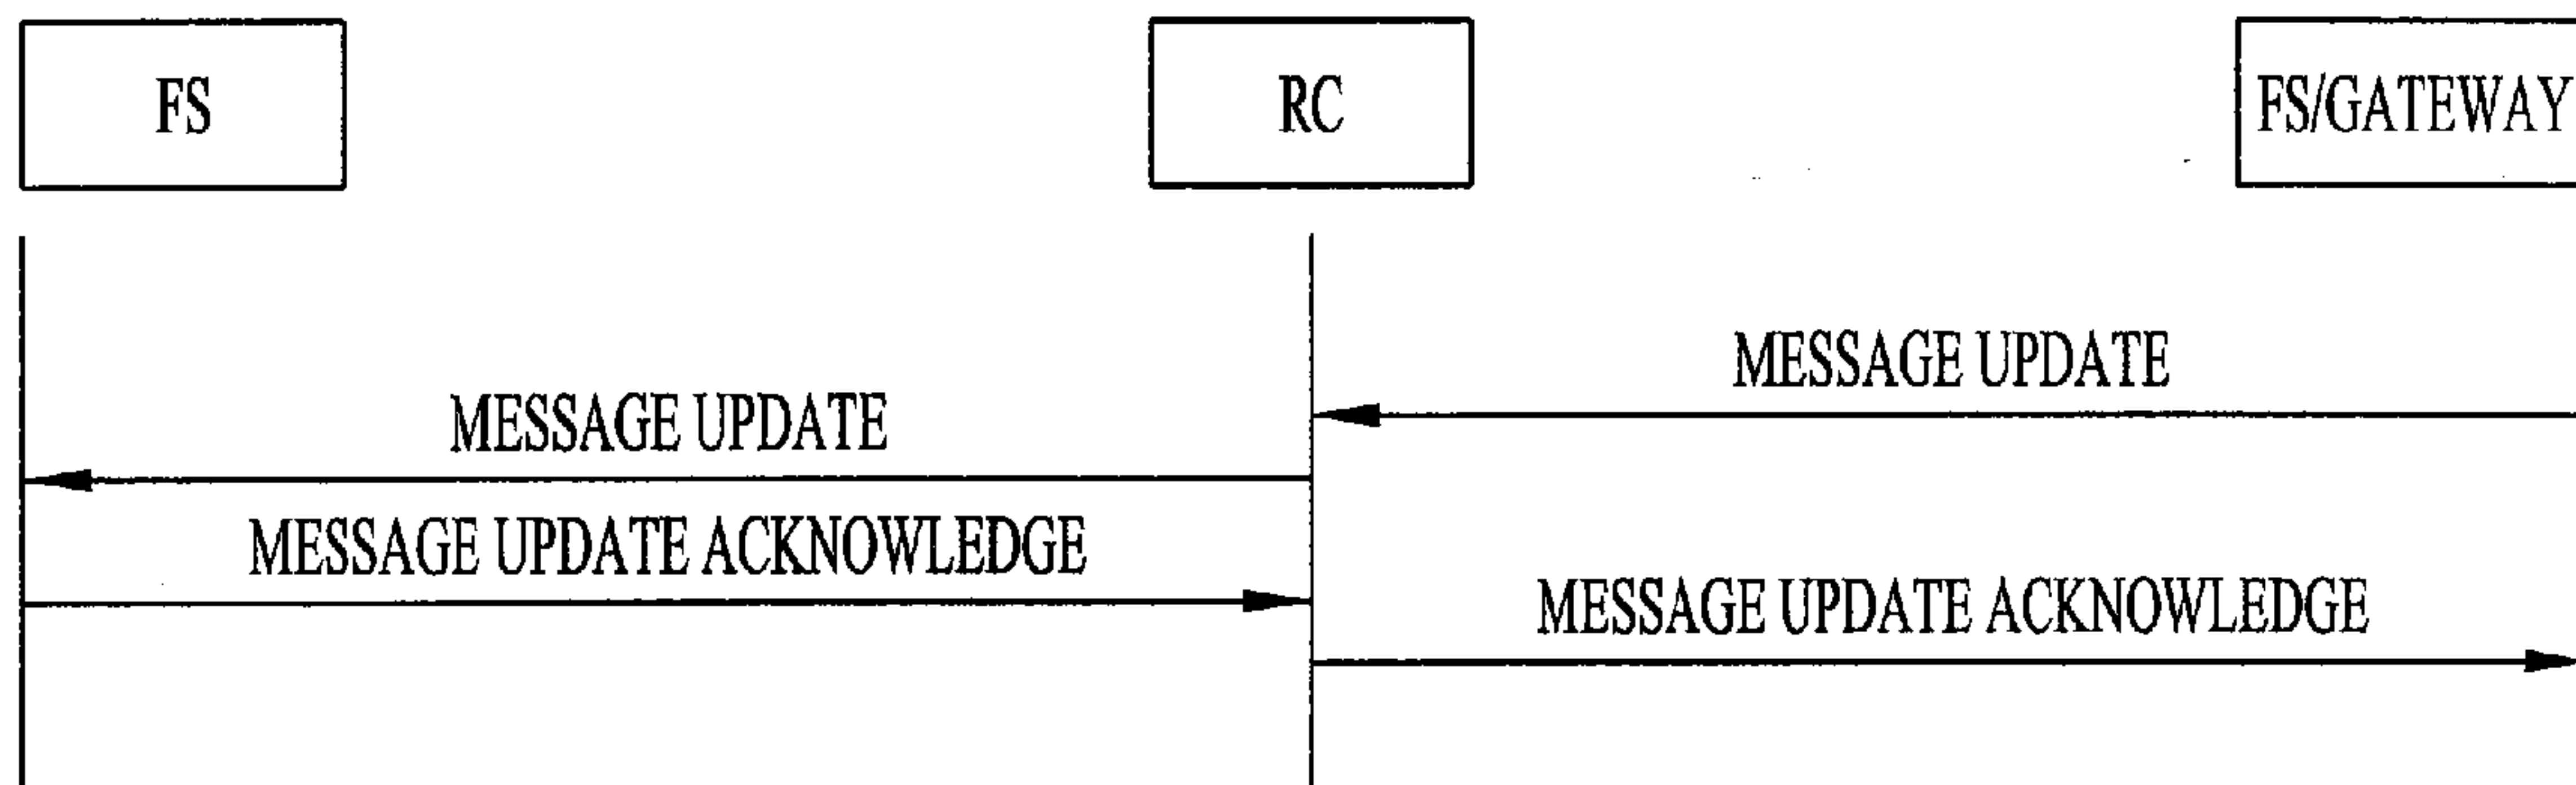 FS
RC
FS/GATEWAY
MESSAGE UPDATE
MESSAGE UPDATE
MESSAGE UPDATE ACKNOWLEDGE
MESSAGE UPDATE ACKNOWLEDGE